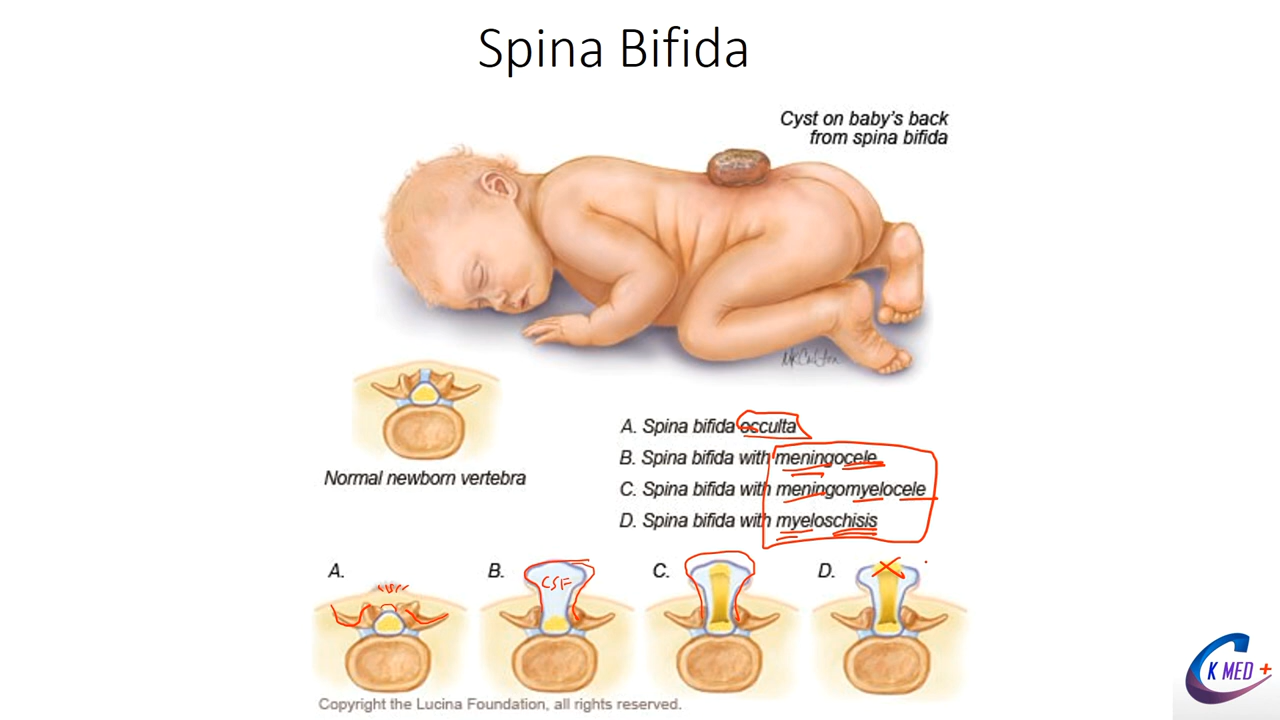 Spina Bifida
Cyst on baby's back
from spina bifida
Normal newborn vertebra
A. Spina bifida occulta
B. Spina bifida with meningocele
C. Spina bifida with meningomyelocele
D. Spina bifida with myeloschisis
A.
B.
C.
D.
CSF
Copyright the Lucina Foundation, all rights reserved.
K MED +